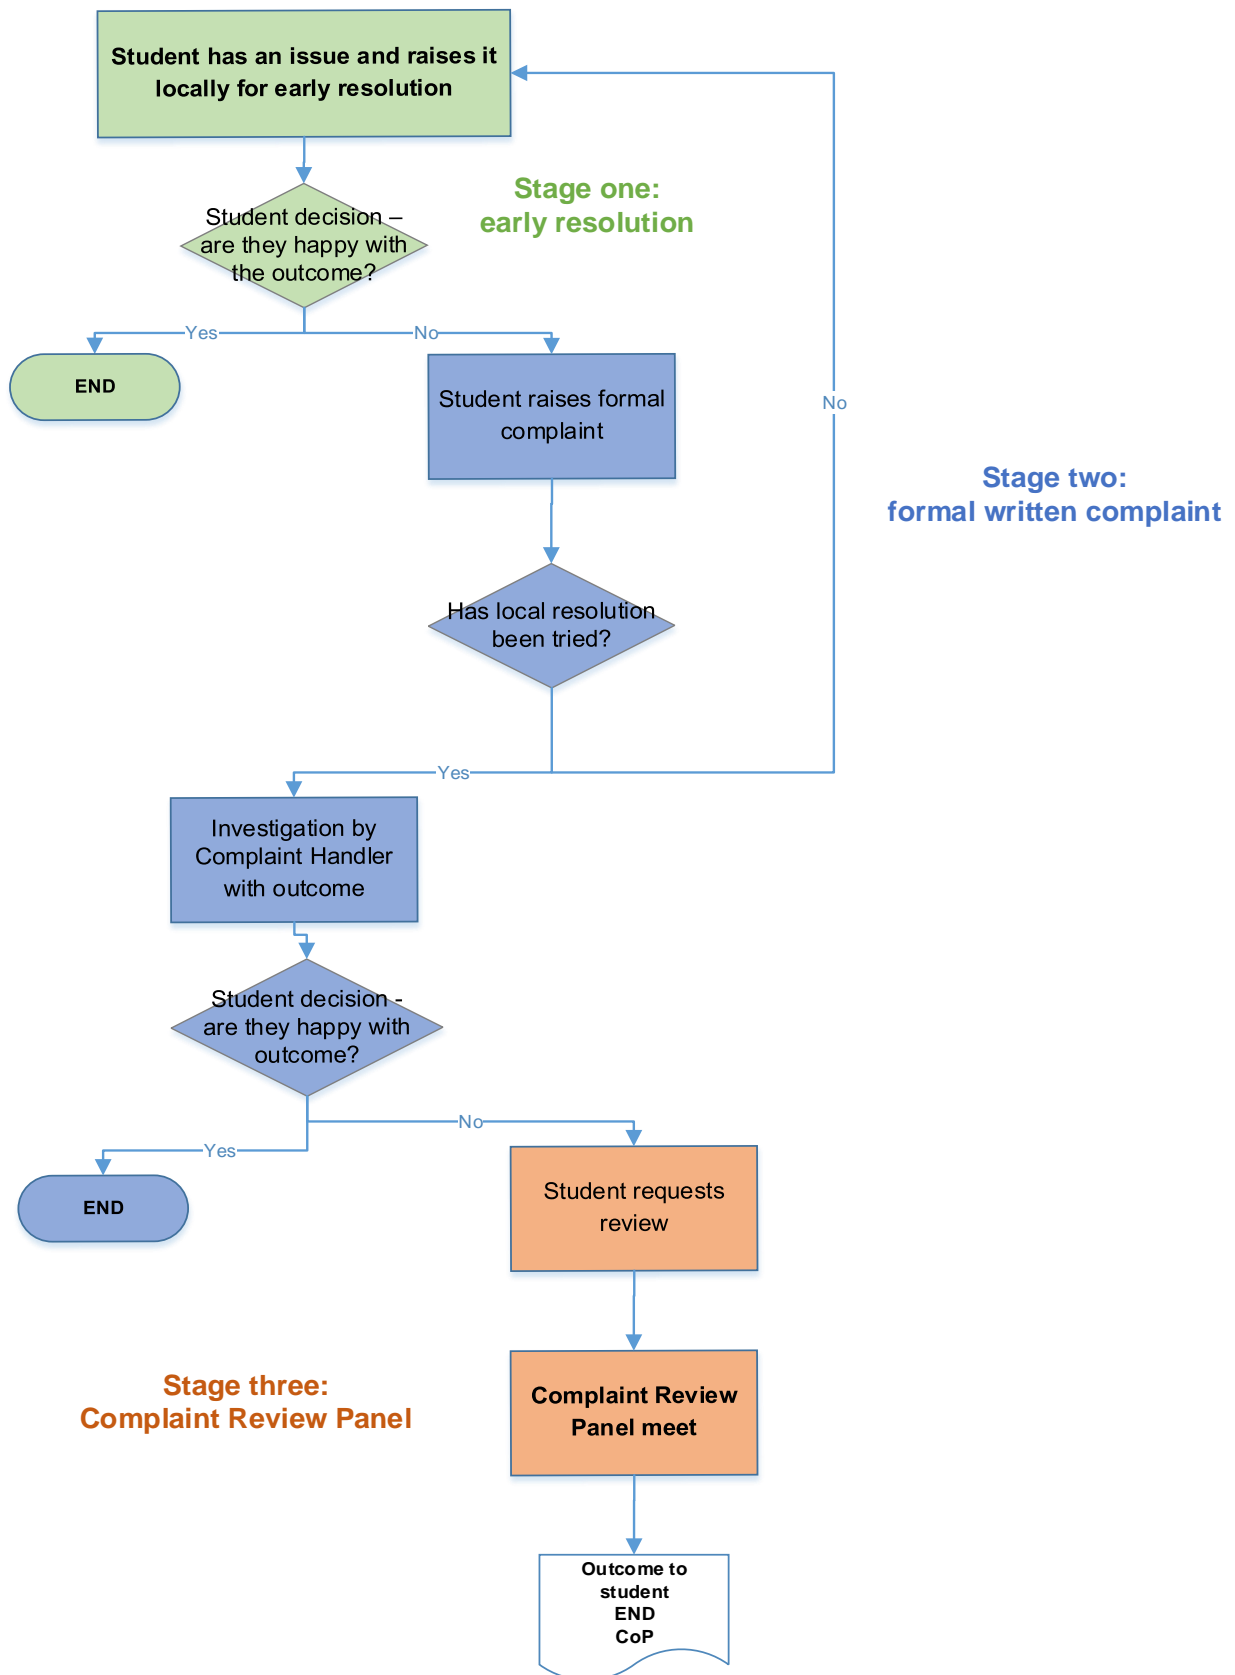 Student has an issue and raises it
locally for early resolution
Stage one:
early resolution
Student decision –
are they happy with
the outcome?
Yes
No
END
Student raises formal
complaint
No
Stage two:
formal written complaint
Has local resolution
been tried?
Yes
Investigation by
Complaint Handler
with outcome
Student decision -
are they happy with
outcome?
No
Yes
END
Student requests
review
Stage three:
Complaint Review Panel
Complaint Review
Panel meet
Outcome to
student
END
CoP